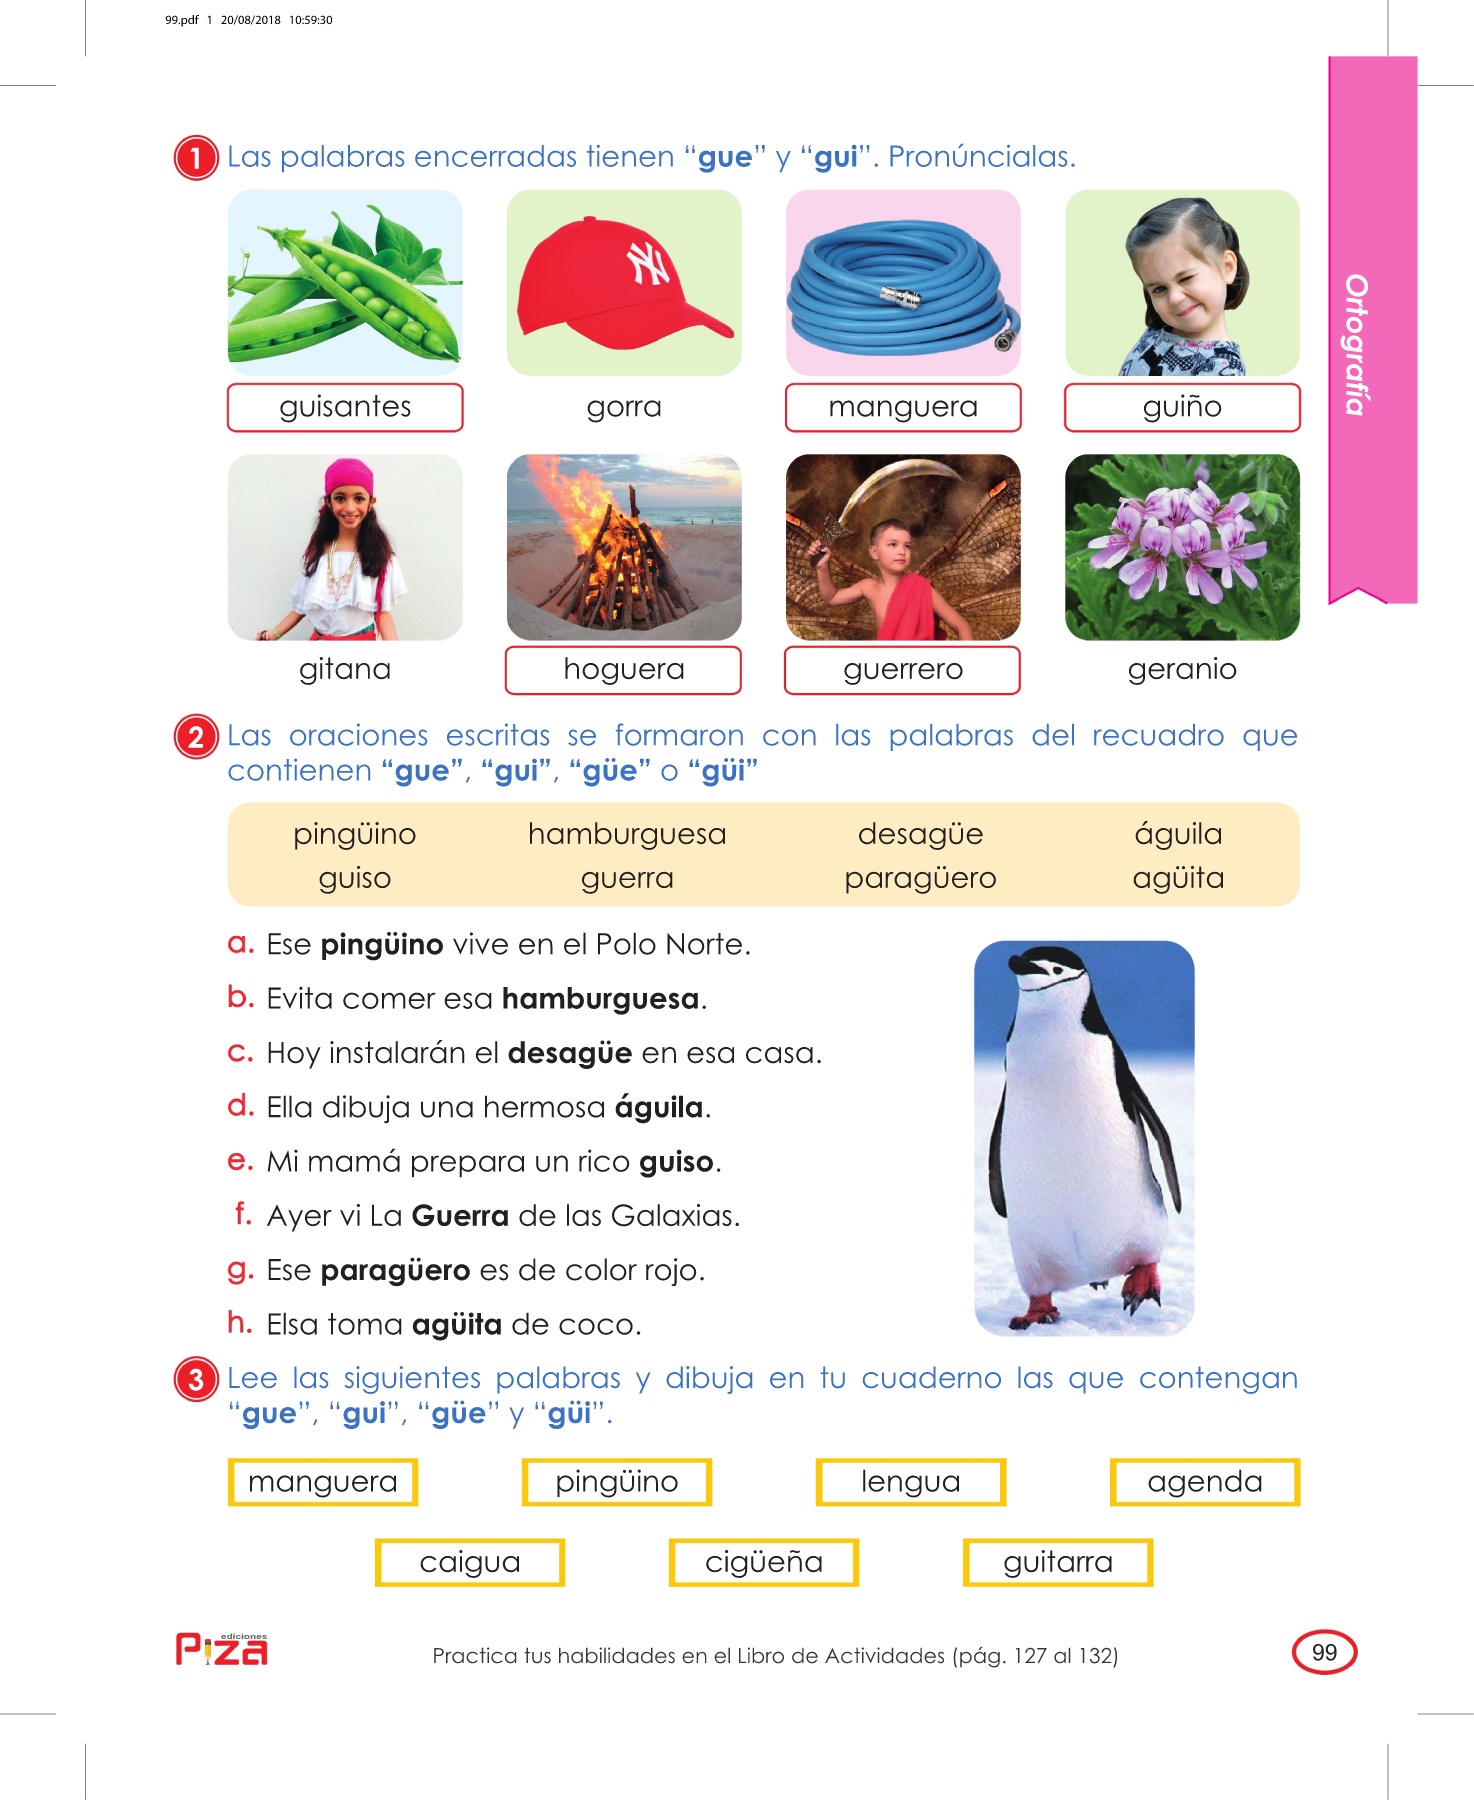 99.pdf 1 20/08/2018 10:59:30
Ortografía
1 Las palabras encerradas tienen “gue” y “gui”. Pronúncialas.
NY
guisantes gorra manguera guiño
gitana hoguera guerrero geranio
2 Las oraciones escritas se formaron con las palabras del recuadro que
contienen “gue”, “gui”, “güe” o “güi”
pingüino hamburguesa desagüe águila
guiso guerra paragüero agüita
a. Ese pingüino vive en el Polo Norte.
b. Evita comer esa hamburguesa.
c. Hoy instalarán el desagüe en esa casa.
d. Ella dibuja una hermosa águila.
e. Mi mamá prepara un rico guiso.
f. Ayer vi La Guerra de las Galaxias.
g. Ese paragüero es de color rojo.
h. Elsa toma agüita de coco.
3 Lee las siguientes palabras y dibuja en tu cuaderno las que contengan
“gue”, “gui”, “güe” y “güi”.
manguera pingüino lengua agenda
caigua cigüeña guitarra
ediciones
Piza
Practica tus habilidades en el Libro de Actividades (pág. 127 al 132)
99